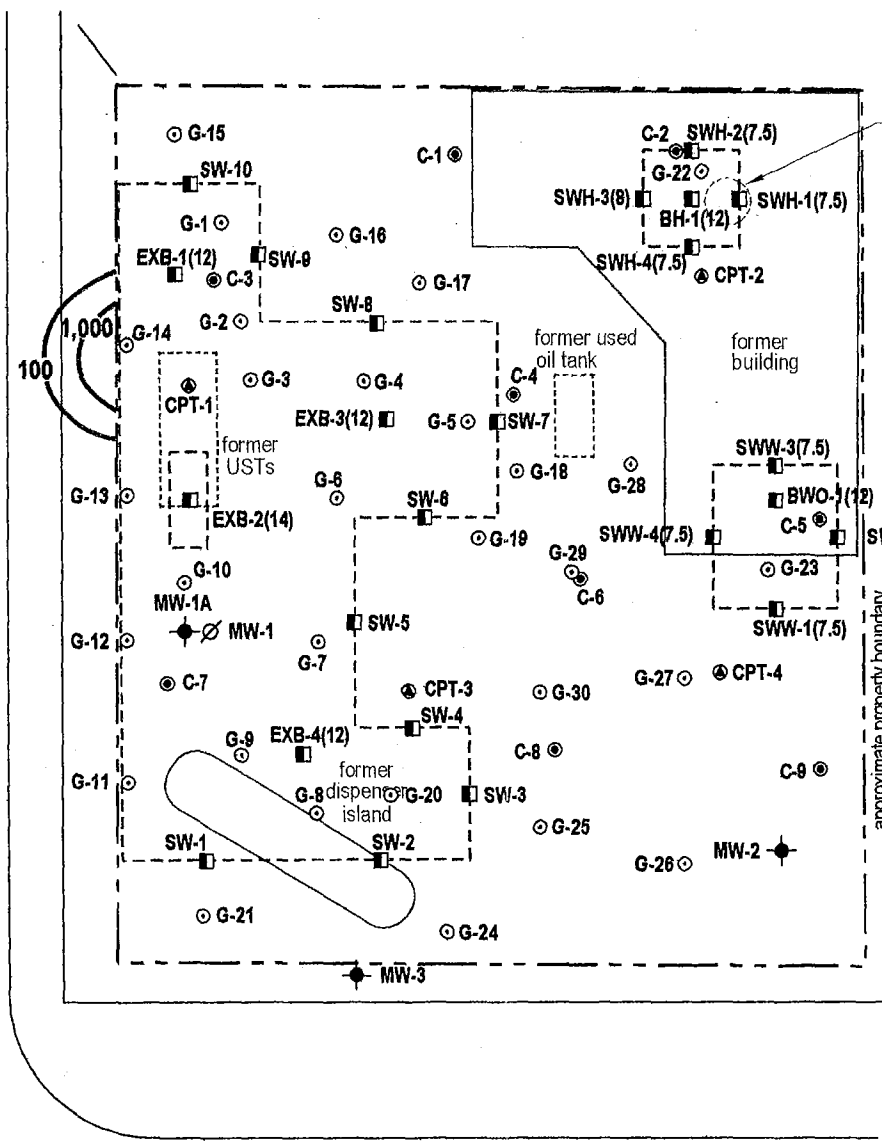 G-15
C-1
C-2
SWH-2(7.5)
G-22
SW-10
SWH-3(8)
BH-1(12)
SWH-1(7.5)
G-1
G-16
SWH-4(7.5)
EXB-1(12)
SW-9
C-3
G-17
CPT-2
SW-8
1,000
G-14
G-2
former used
oil tank
former
building
100
G-3
G-4
C-4
CPT-1
EXB-3(12)
G-5
SW-7
former
USTs
SWW-3(7.5)
G-18
G-28
G-13
G-6
BWO-1(12)
SW-6
EXB-2(14)
C-5
SWW-4(7.5)
G-19
G-29
G-10
G-23
C-6
MW-1A
SW-5
SWW-1(7.5)
G-12
MW-1
G-7
C-7
CPT-3
G-30
G-27
CPT-4
SW-4
G-9
EXB-4(12)
C-8
C-9
former
dispenser
island
G-11
G-8
G-20
SW-3
G-25
SW-1
SW-2
MW-2
G-26
G-21
G-24
MW-3
approximate property boundary